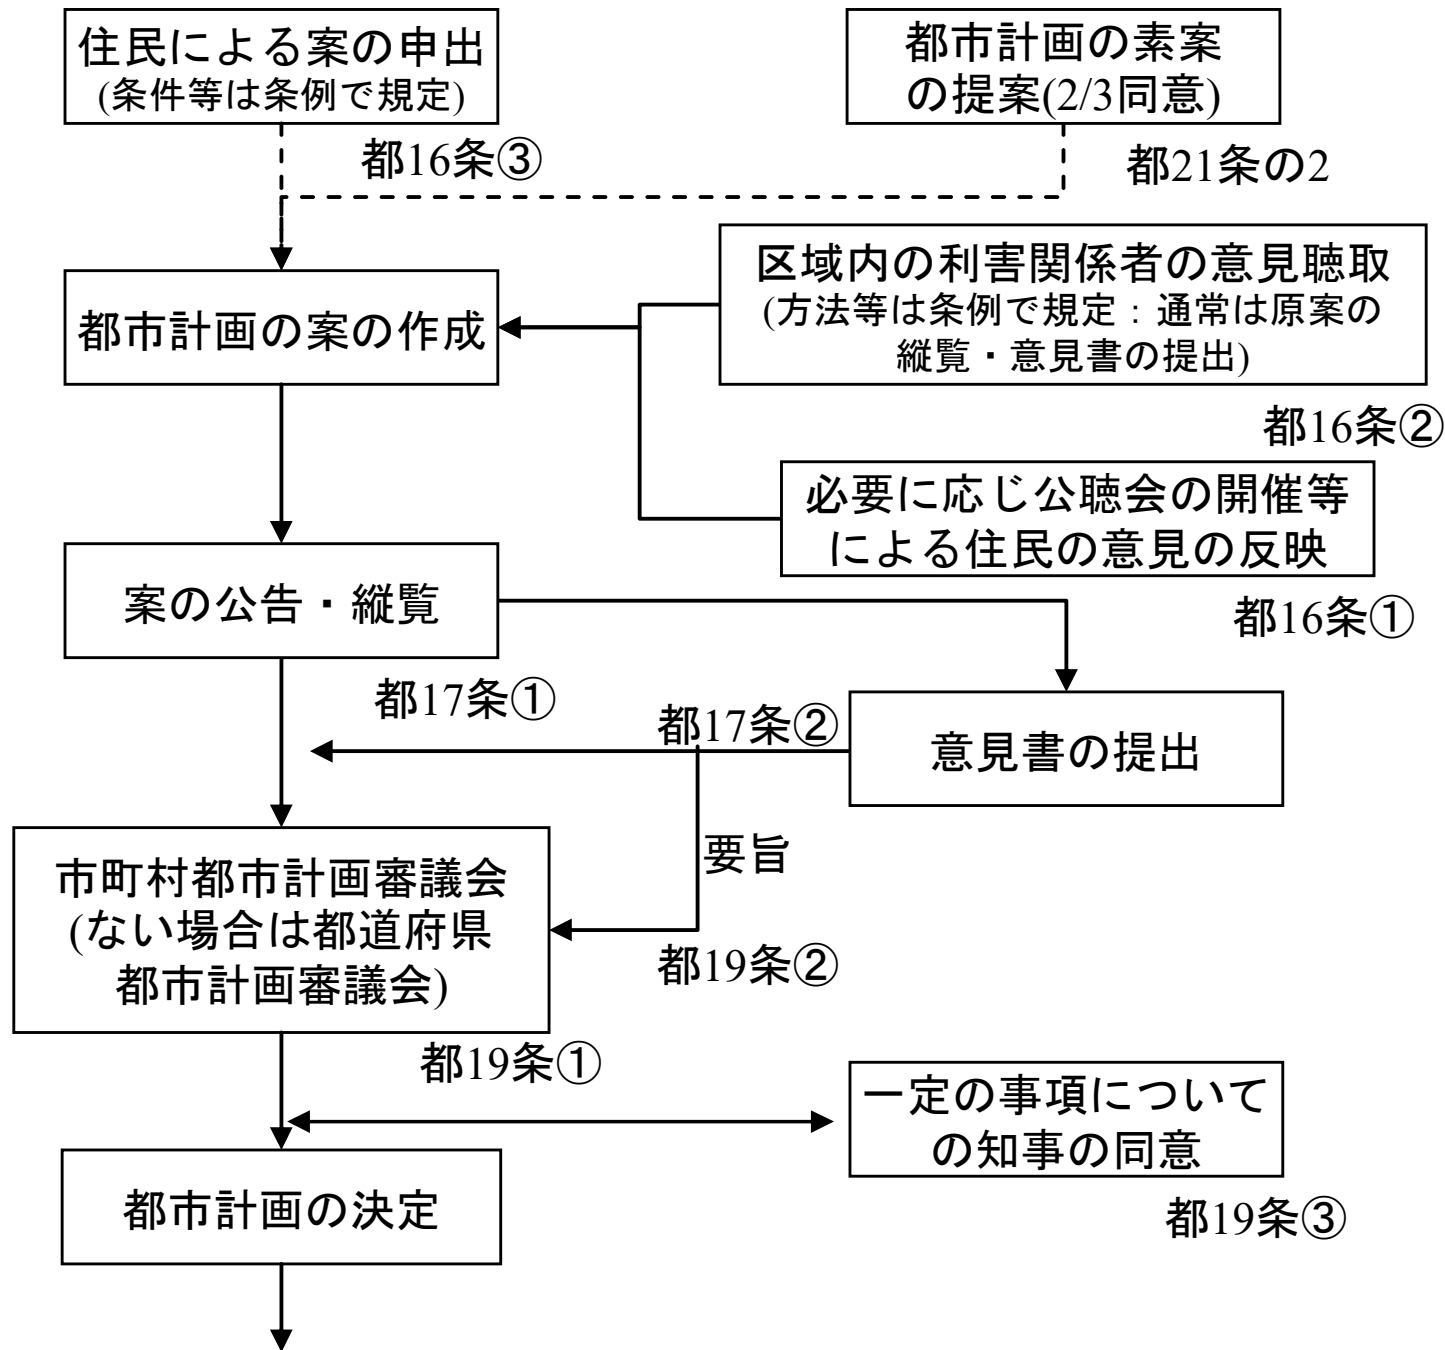 住民による案の申出
(条件等は条例で規定)
都市計画の素案
の提案(2/3同意)
都16条③
都21条の2
区域内の利害関係者の意見聴取
(方法等は条例で規定：通常は原案の
縦覧・意見書の提出)
都市計画の案の作成
都16条②
必要に応じ公聴会の開催等
による住民の意見の反映
案の公告・縦覧
都16条①
都17条①
都17条②
意見書の提出
要旨
市町村都市計画審議会
(ない場合は都道府県
都市計画審議会)
都19条②
都19条①
一定の事項について
の知事の同意
都市計画の決定
都19条③